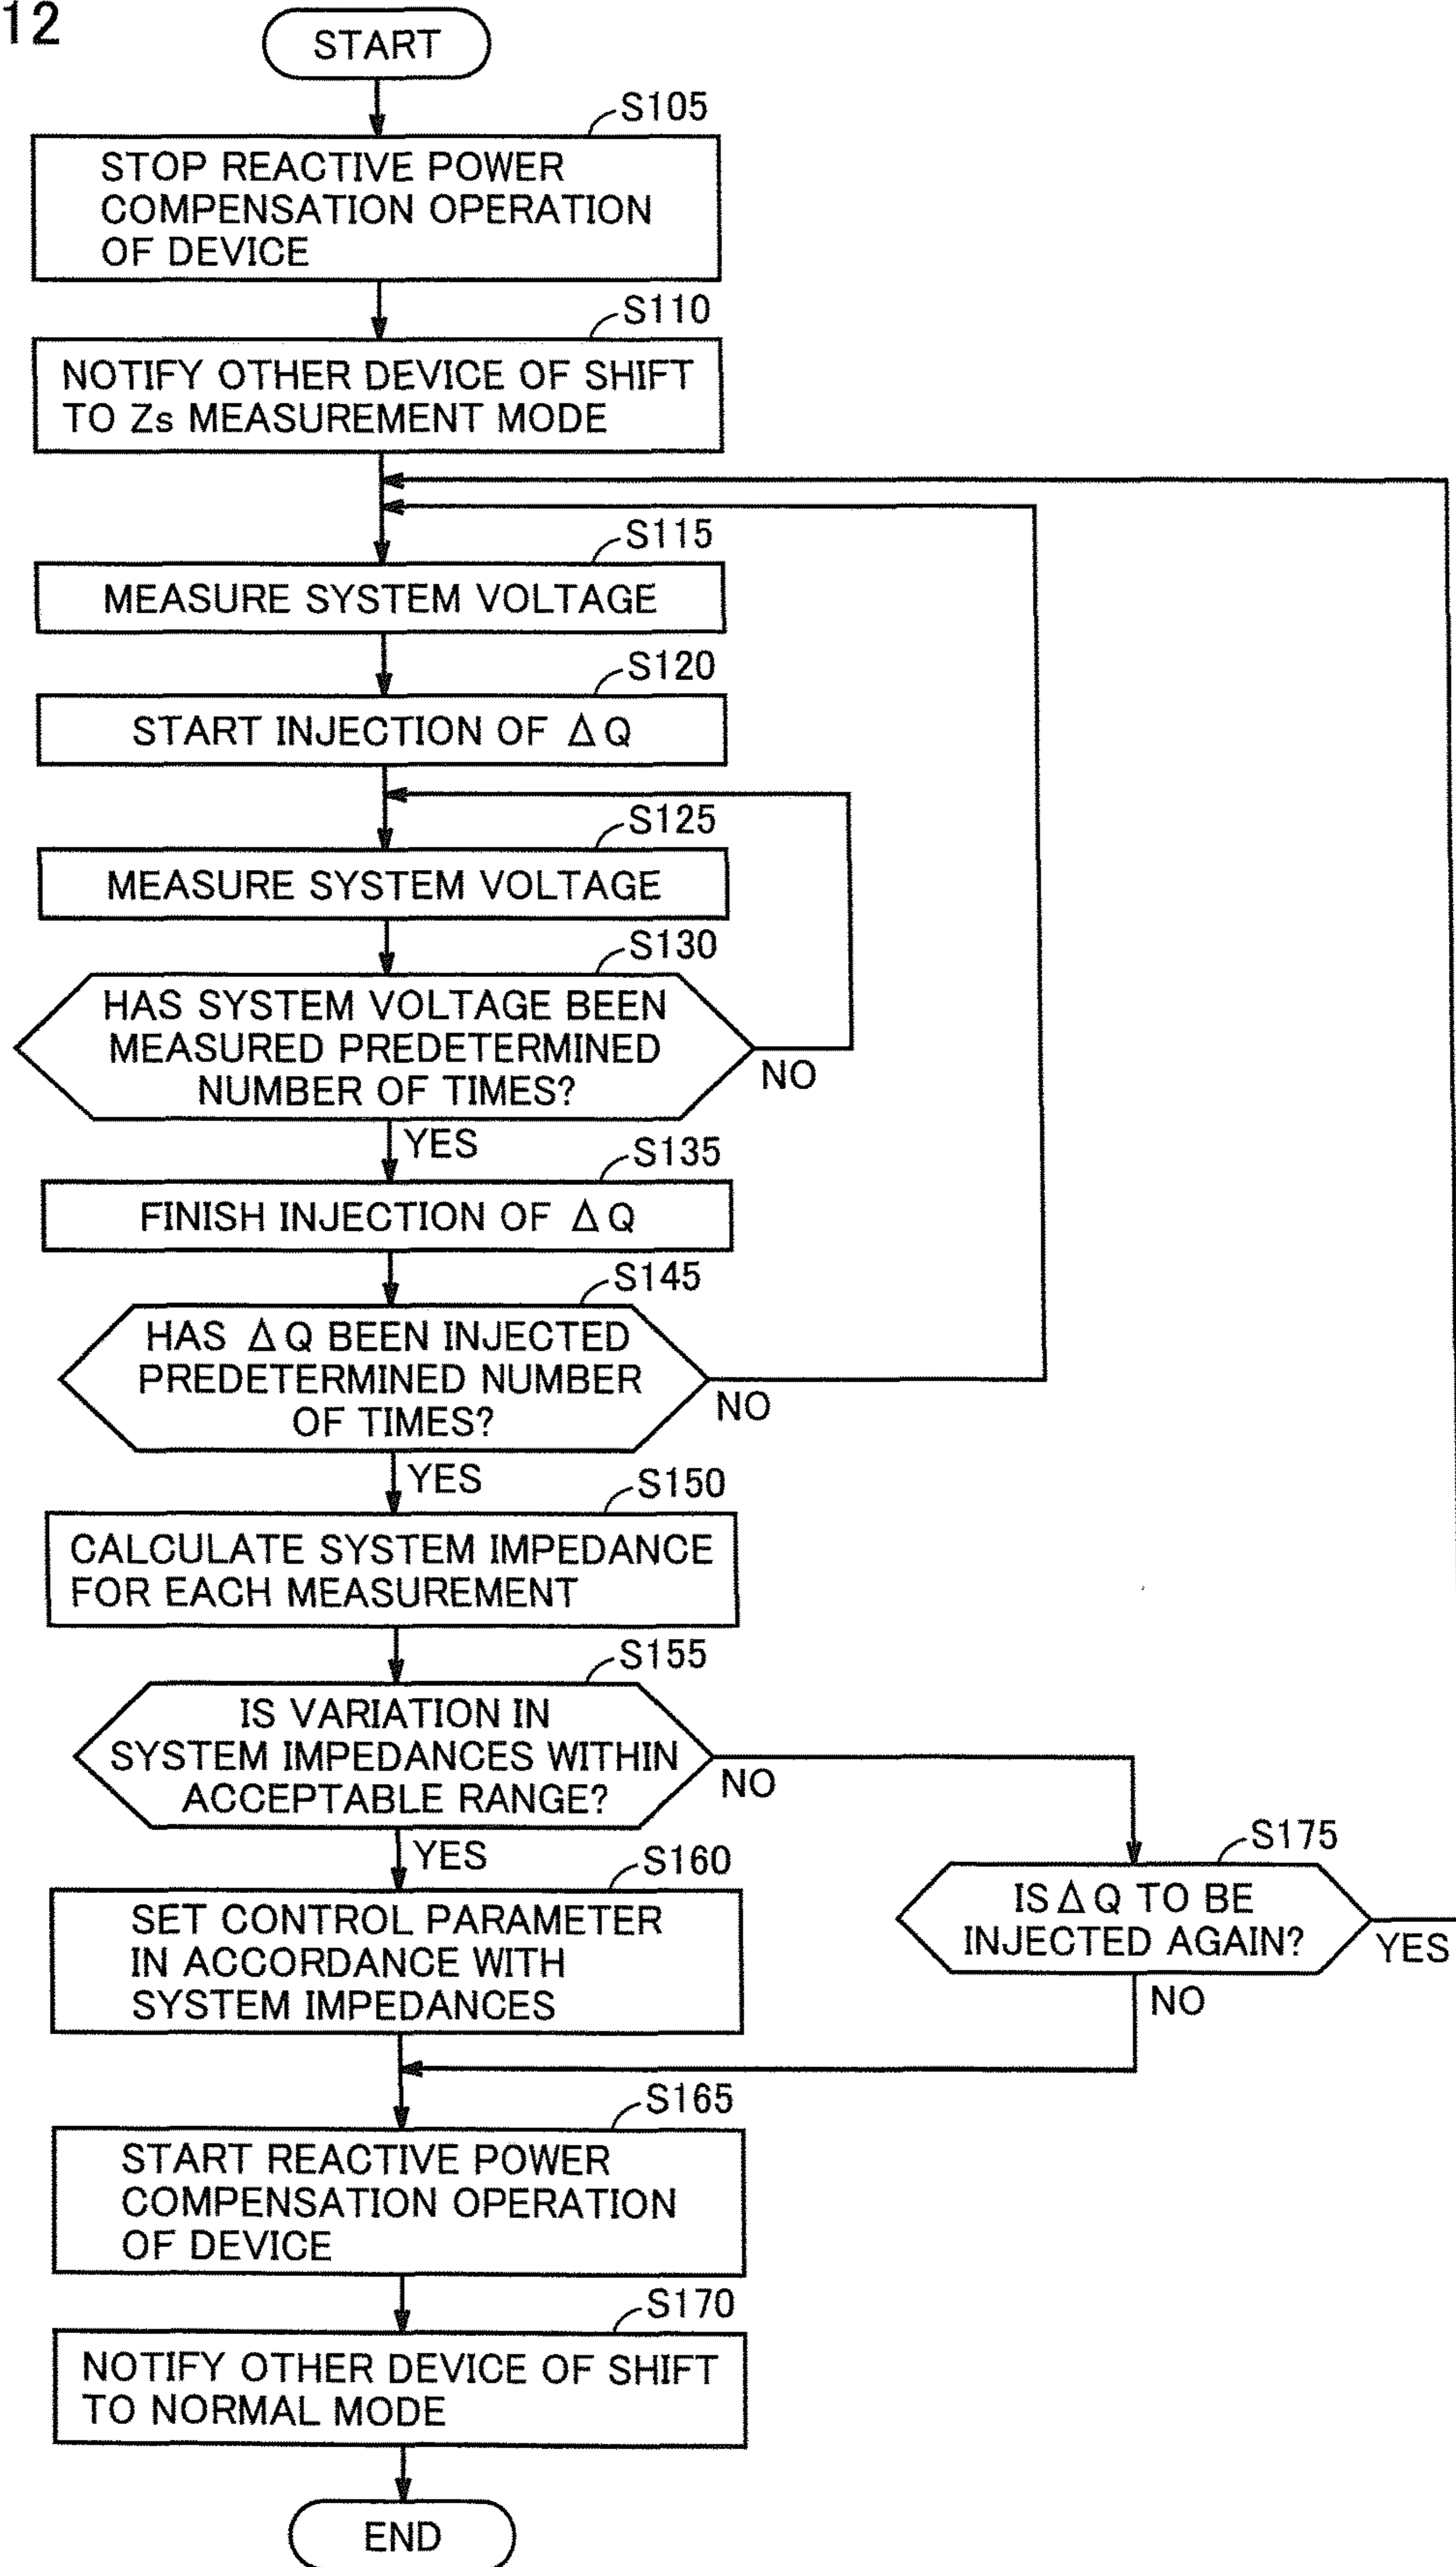 12
START
S105
STOP REACTIVE POWER
COMPENSATION OPERATION
OF DEVICE
S110
NOTIFY OTHER DEVICE OF SHIFT
TO Zs MEASUREMENT MODE
S115
MEASURE SYSTEM VOLTAGE
S120
START INJECTION OF ΔQ
S125
MEASURE SYSTEM VOLTAGE
S130
HAS SYSTEM VOLTAGE BEEN
MEASURED PREDETERMINED
NUMBER OF TIMES?
NO
YES
S135
FINISH INJECTION OF ΔQ
S145
HAS ΔQ BEEN INJECTED
PREDETERMINED NUMBER
OF TIMES?
NO
YES
S150
CALCULATE SYSTEM IMPEDANCE
FOR EACH MEASUREMENT
S155
IS VARIATION IN
SYSTEM IMPEDANCES WITHIN
ACCEPTABLE RANGE?
NO
YES
S160
SET CONTROL PARAMETER
IN ACCORDANCE WITH
SYSTEM IMPEDANCES
S175
IS ΔQ TO BE
INJECTED AGAIN?
YES
NO
S165
START REACTIVE POWER
COMPENSATION OPERATION
OF DEVICE
S170
NOTIFY OTHER DEVICE OF SHIFT
TO NORMAL MODE
END